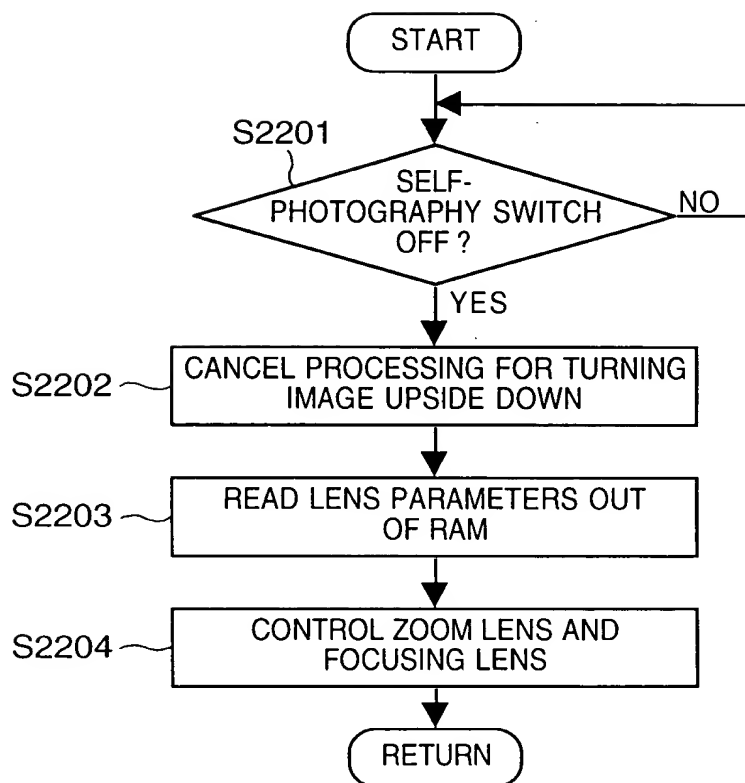 START
S2201
SELF-
PHOTOGRAPHY SWITCH
OFF ?
NO
YES
S2202
CANCEL PROCESSING FOR TURNING
IMAGE UPSIDE DOWN
S2203
READ LENS PARAMETERS OUT
OF RAM
S2204
CONTROL ZOOM LENS AND
FOCUSING LENS
RETURN